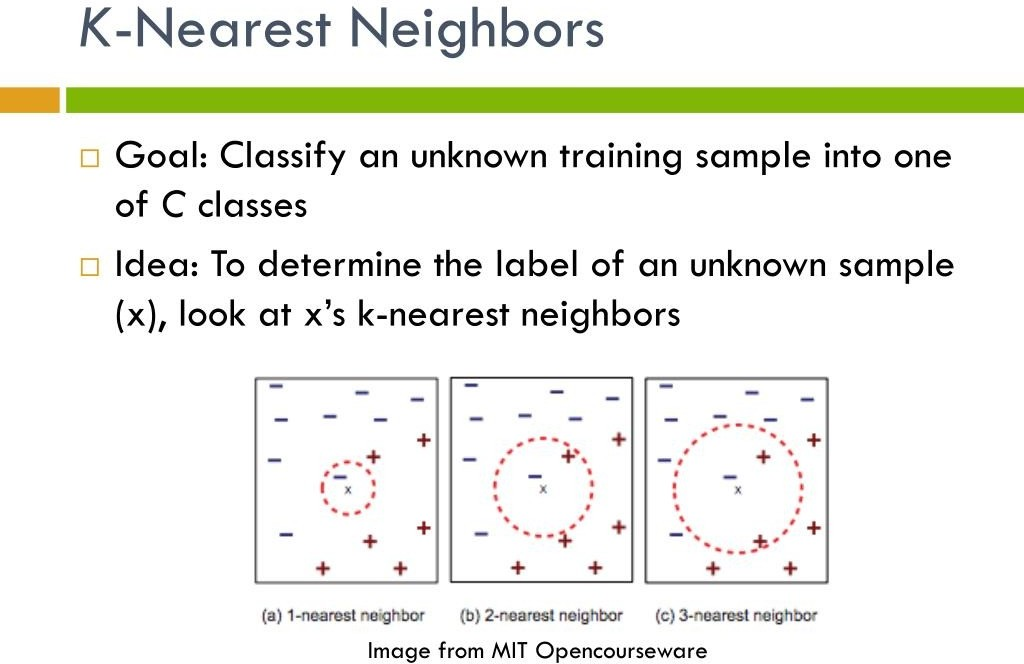 K-Nearest Neighbors
Goal: Classify an unknown training sample into one
of C classes
Idea: To determine the label of an unknown sample
(x), look at x’s k-nearest neighbors
x x x
(a) 1-nearest neighbor (b) 2-nearest neighbor (c) 3-nearest neighbor
Image from MIT Opencourseware